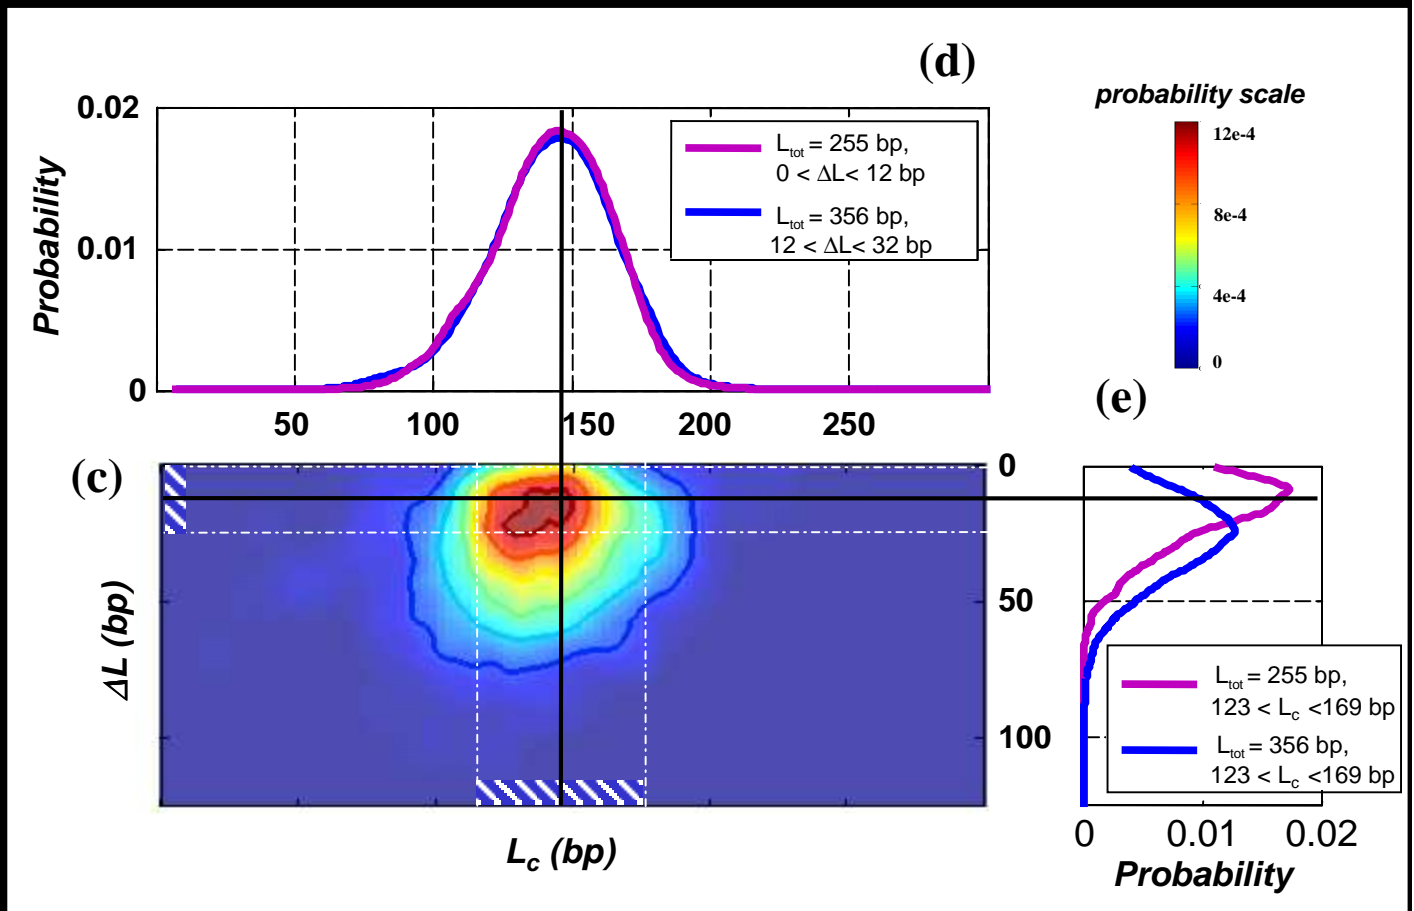 (d)
probability scale
12e-4
8e-4
4e-4
0
0.02
0.01
0
Probability
L_tot = 255 bp,
0 < ΔL< 12 bp
L_tot = 356 bp,
12 < ΔL< 32 bp
50 100 150 200 250
(e)
(c)
ΔL (bp)
L_c (bp)
0
50
100
L_tot = 255 bp,
123 < L_c <169 bp
L_tot = 356 bp,
123 < L_c <169 bp
0 0.01 0.02
Probability